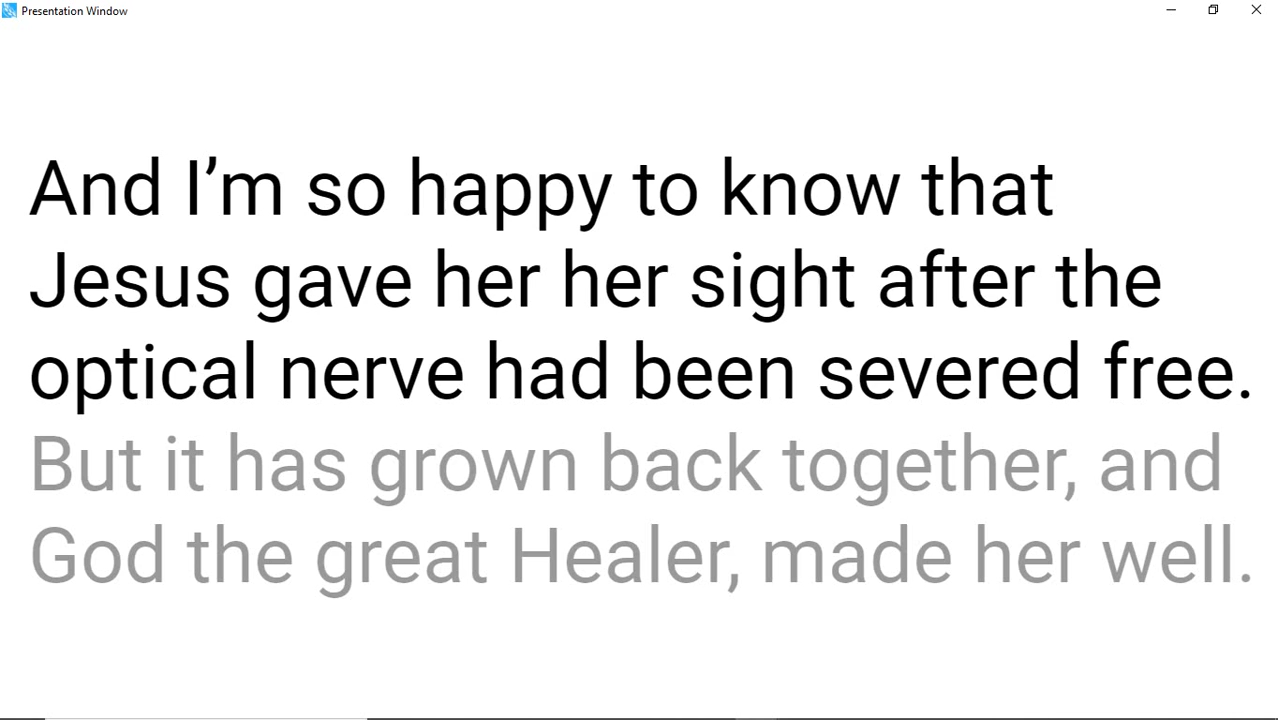 Presentation Window
And I’m so happy to know that
Jesus gave her her sight after the
optical nerve had been severed free.
But it has grown back together, and
God the great Healer, made her well.